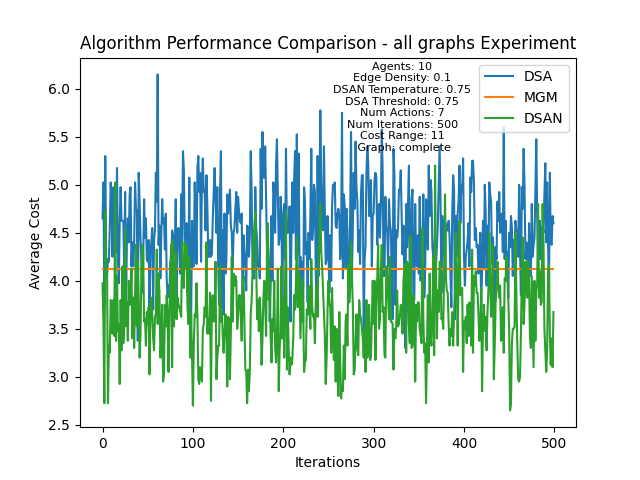 Algorithm Performance Comparison - all graphs Experiment
Agents: 10
Edge Density: 0.1
DSAN Temperature: 0.75
DSA Threshold: 0.75
Num Actions: 7
Num Iterations: 500
Cost Range: 11
Graph: complete
DSA
MGM
DSAN
Average Cost
6.0
5.5
5.0
4.5
4.0
3.5
3.0
2.5
0 100 200 300 400 500
Iterations